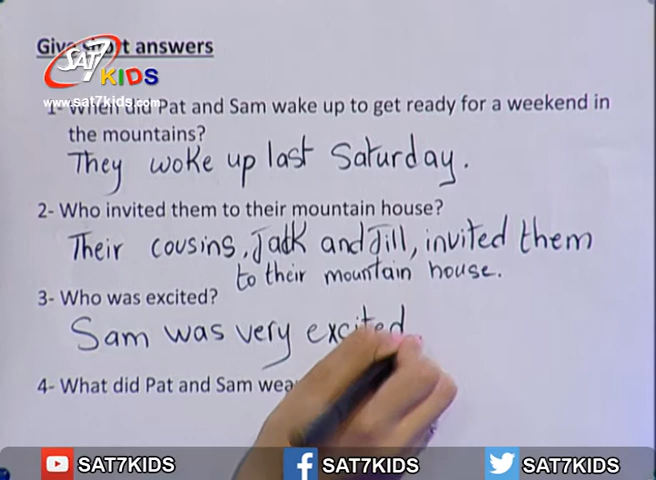 Give short answers
SAT7
KIDS
www.sat7kids.com
1- When did Pat and Sam wake up to get ready for a weekend in
the mountains?
They woke up last Saturday.
2- Who invited them to their mountain house?
Their cousins, Jack and Jill, invited them
to their mountain house.
3- Who was excited?
Sam was very excited.
4- What did Pat and Sam wea
SAT7KIDS SAT7KIDS SAT7KIDS